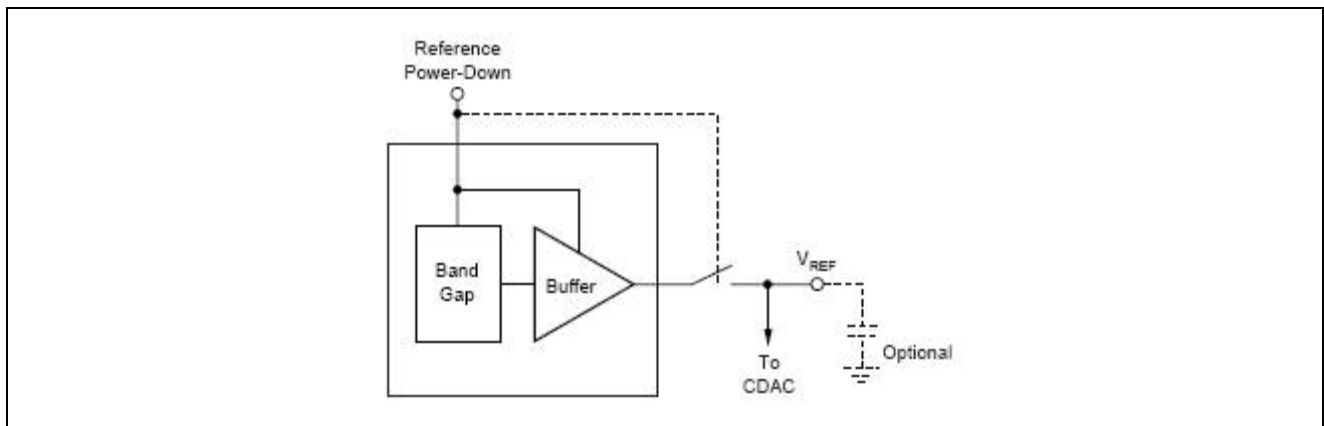 Reference
Power-Down
Band
Gap
Buffer
VREF
To
CDAC
Optional